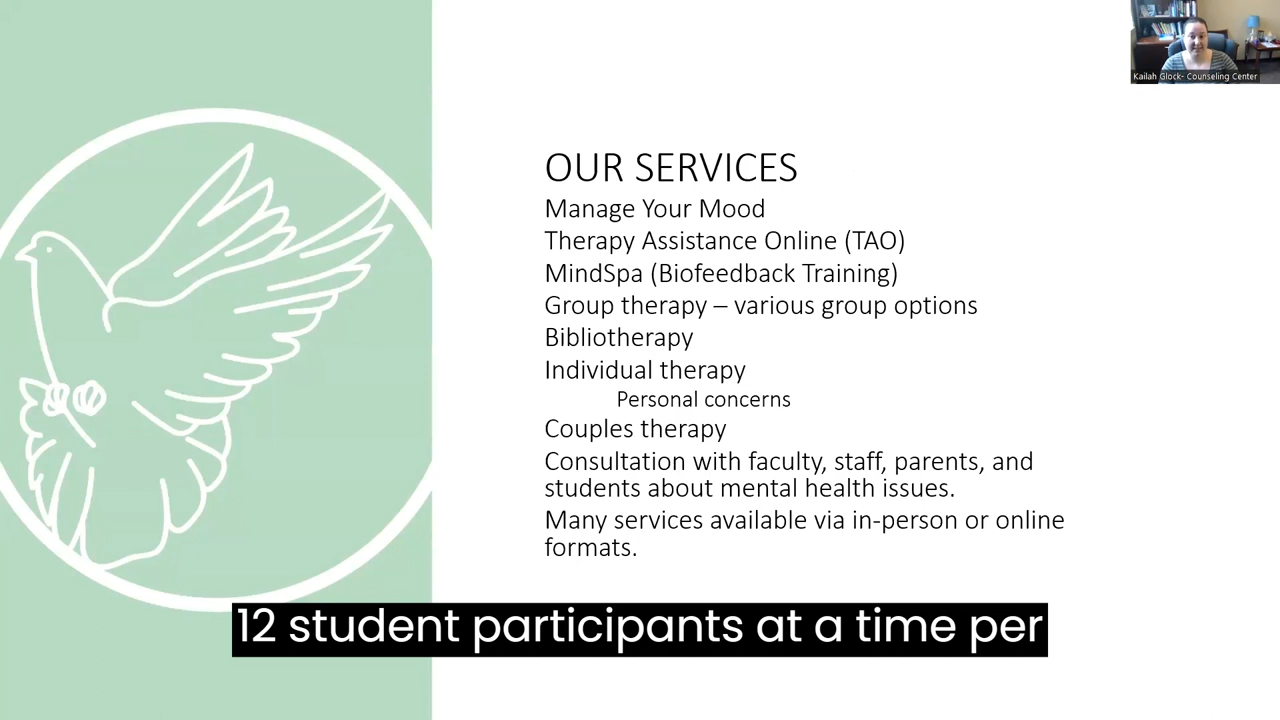 Kailah Glock- Counseling Center
OUR SERVICES
Manage Your Mood
Therapy Assistance Online (TAO)
MindSpa (Biofeedback Training)
Group therapy – various group options
Bibliotherapy
Individual therapy
Personal concerns
Couples therapy
Consultation with faculty, staff, parents, and
students about mental health issues.
Many services available via in-person or online
formats.
12 student participants at a time per